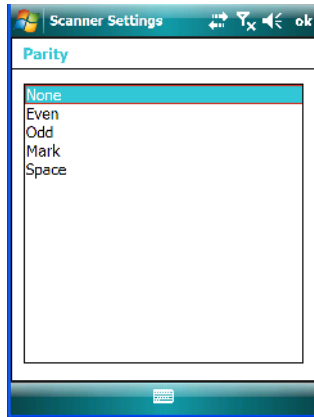 Scanner Settings ok
Parity
None
Even
Odd
Mark
Space